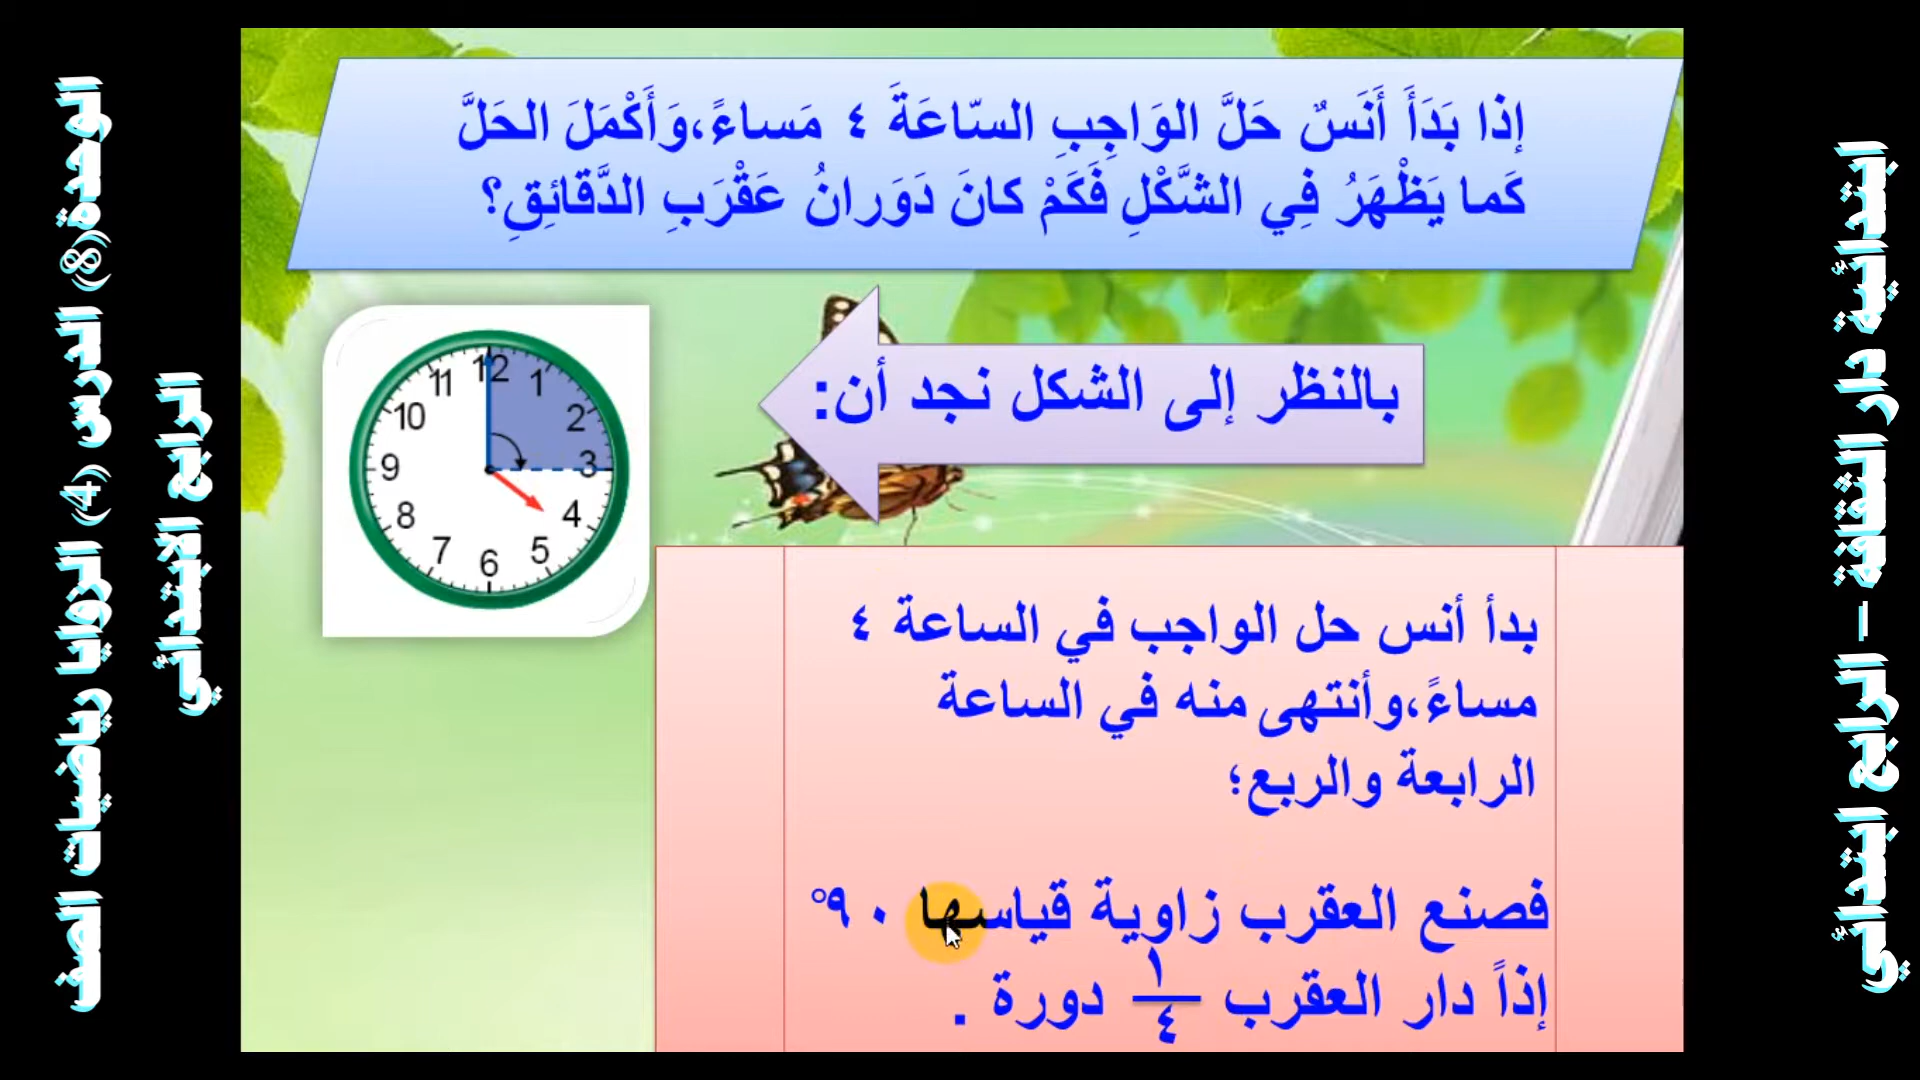 إِذا بَدَأَ أَنَسٌ حَلَّ الوَاجِبِ السّاعَةَ ٤ مَساءً،وَأَكْمَلَ الحَلَّ
كَما يَظْهَرُ فِي الشَّكْلِ فَكَمْ كانَ دَوَرانُ عَقْرَبِ الدَّقائِقِ؟
بالنظر إلى الشكل نجد أن:
12
1
2
3
4
5
6
7
8
9
10
11
بدأ أنس حل الواجب في الساعة ٤
مساءً،وأنتهى منه في الساعة
الرابعة والربع؛
فصنع العقرب زاوية قياسها ٩٠°
إذاً دار العقرب ١/٤ دورة .
ابتدائية دار الثقافة – الرابع ابتدائي
الوحدة(8) الدرس (4) الزوايا رياضيات الصف
الرابع الابتدائي